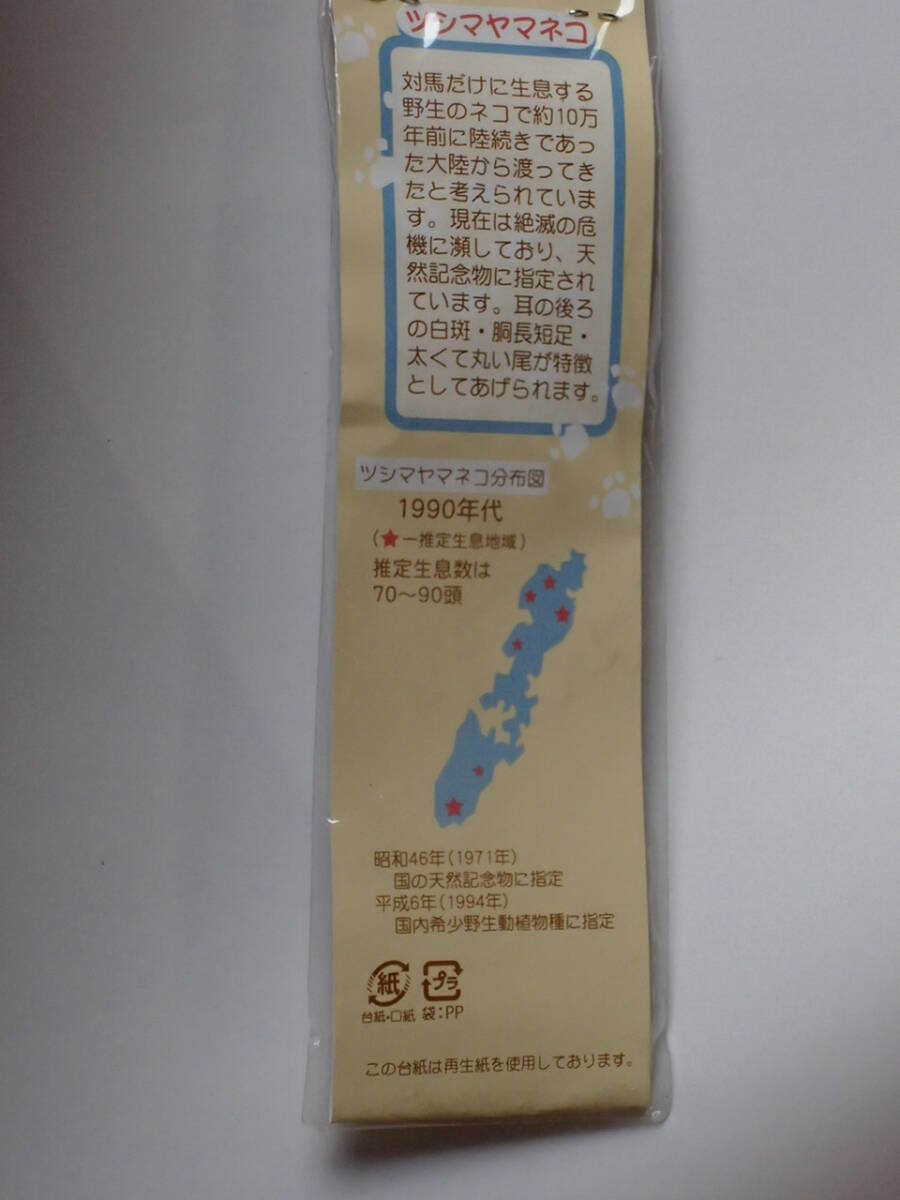 ツシマヤマネコ
対馬だけに生息する
野生のネコで約10万
年前に陸続きであっ
た大陸から渡ってき
たと考えられていま
す。現在は絶滅の危
機に瀕しており、天
然記念物に指定され
ています。耳の後ろ
の白斑・胴長短足・
太くて丸い尾が特徴
としてあげられます。
ツシマヤマネコ分布図
1990年代
(★ー推定生息地域)
推定生息数は
70〜90頭
昭和46年(1971年)
国の天然記念物に指定
平成6年(1994年)
国内希少野生動植物種に指定
紙 プラ
台紙・口紙 袋:PP
この台紙は再生紙を使用しております。